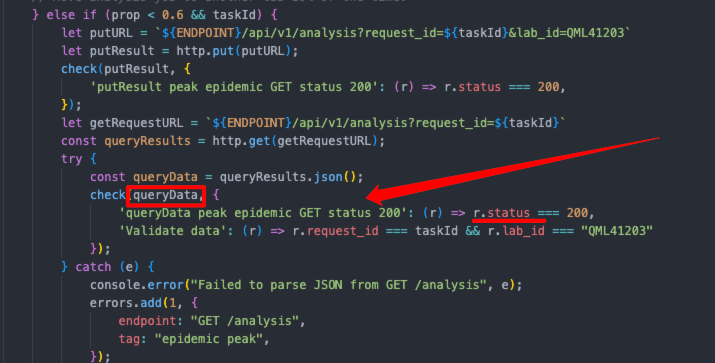 } else if (prop < 0.6 && taskId) {
let putURL = `${ENDPOINT}/api/v1/analysis?request_id=${taskId}&lab_id=QML41203`
let putResult = http.put(putURL);
check(putResult, {
'putResult peak epidemic GET status 200': (r) => r.status === 200,
});
let getRequestURL = `${ENDPOINT}/api/v1/analysis?request_id=${taskId}`
const queryResults = http.get(getRequestURL);
try {
const queryData = queryResults.json();
check(queryData, {
'queryData peak epidemic GET status 200': (r) => r.status === 200,
'Validate data': (r) => r.request_id === taskId && r.lab_id === "QML41203"
});
} catch (e) {
console.error("Failed to parse JSON from GET /analysis", e);
errors.add(1, {
endpoint: "GET /analysis",
tag: "epidemic peak",
});